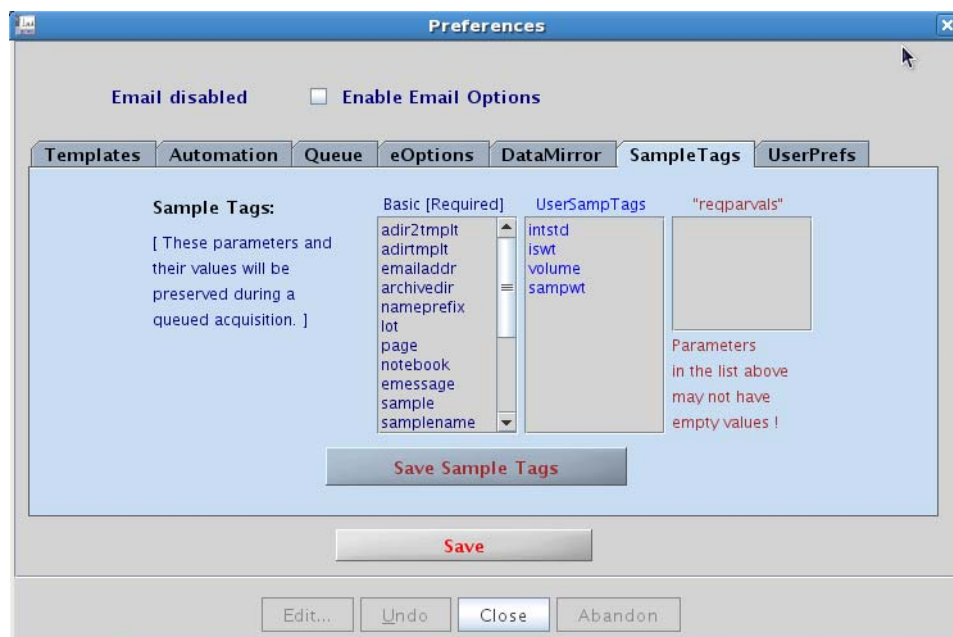 Preferences
Email disabled
Enable Email Options
Templates
Automation
Queue
eOptions
DataMirror
SampleTags
UserPrefs
Sample Tags:
[ These parameters and
their values will be
preserved during a
queued acquisition. ]
Basic [Required]
adir2tmplt
adirtmplt
emailaddr
archivedir
nameprefix
lot
page
notebook
emessage
sample
samplename
UserSampTags
intstd
iswt
volume
sampwt
"reqparvals"
Parameters
in the list above
may not have
empty values !
Save Sample Tags
Save
Edit...
Undo
Close
Abandon